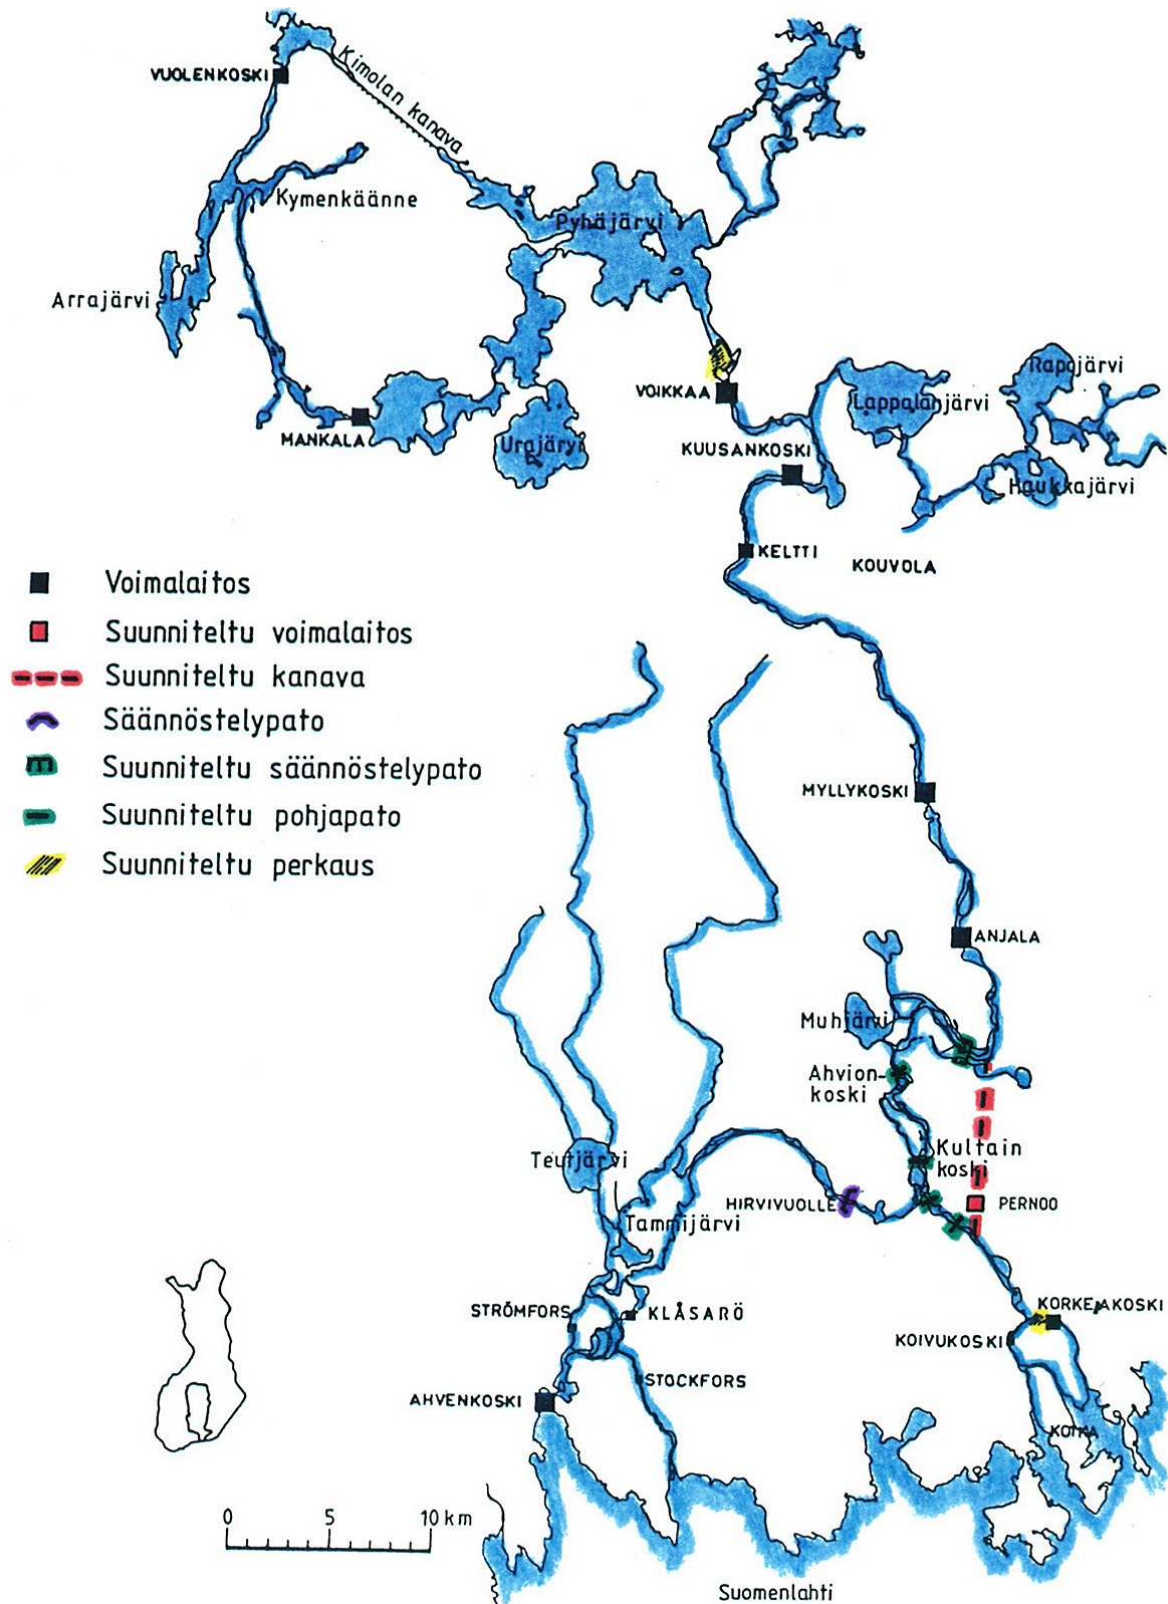 VUOLENKOSKI
Kimolan kanava
Kymenkäänne
Pyhäjärvi
Arrajärvi
VOIKKAA
Lappalanjärvi
Rapojärvi
MANKALA
Urajärvi
KUUSANKOSKI
Haukkajärvi
KELTTI
KOUVOLA
Voimalaitos
Suunniteltu voimalaitos
Suunniteltu kanava
Säännöstelypato
Suunniteltu säännöstelypato
Suunniteltu pohjapato
Suunniteltu perkaus
MYLLYKOSKI
ANJALA
Muhjärvi
Ahvion-
koski
Kultain
koski
Teutjärvi
HIRVIVUOLLE
PERNOO
Tammijärvi
STRÖMFORS
KLÅSARÖ
KORKEAKOSKI
KOIVUKOSKI
STOCKFORS
AHVENKOSKI
KOTKA
0 5 10 km
Suomenlahti